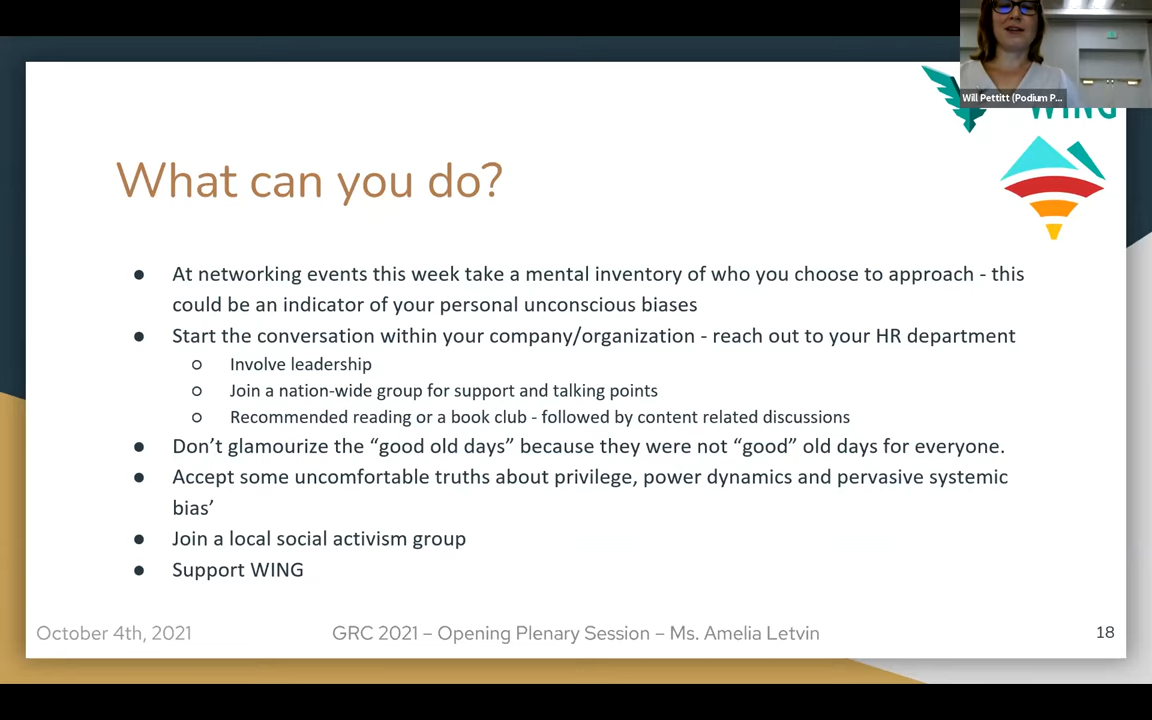 Will Pettitt (Podium P...
WING
What can you do?
● At networking events this week take a mental inventory of who you choose to approach - this
could be an indicator of your personal unconscious biases
● Start the conversation within your company/organization - reach out to your HR department
○ Involve leadership
○ Join a nation-wide group for support and talking points
○ Recommended reading or a book club - followed by content related discussions
● Don’t glamourize the “good old days” because they were not “good” old days for everyone.
● Accept some uncomfortable truths about privilege, power dynamics and pervasive systemic
bias’
● Join a local social activism group
● Support WING
October 4th, 2021 GRC 2021 – Opening Plenary Session – Ms. Amelia Letvin 18